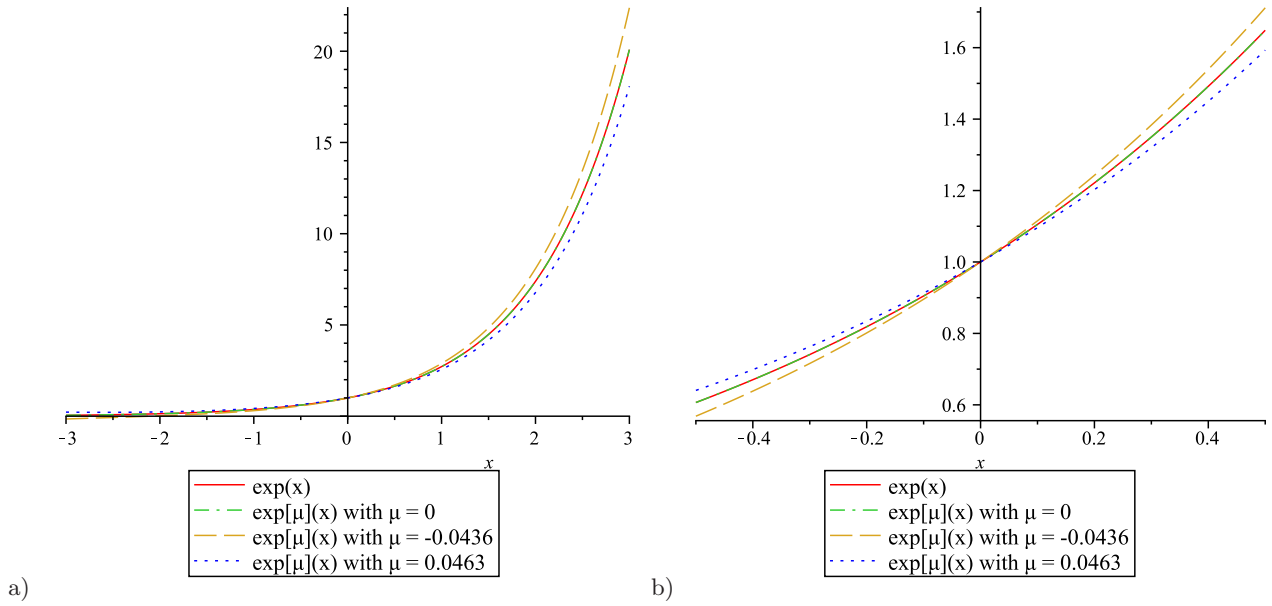 20
15
10
5
−3 −2 −1 0 1 2 3
x
exp(x)
exp[μ](x) with μ = 0
exp[μ](x) with μ = -0.0436
exp[μ](x) with μ = 0.0463
a)
1.6
1.4
1.2
1.0
0.8
0.6
−0.4 −0.2 0 0.2 0.4
x
exp(x)
exp[μ](x) with μ = 0
exp[μ](x) with μ = -0.0436
exp[μ](x) with μ = 0.0463
b)